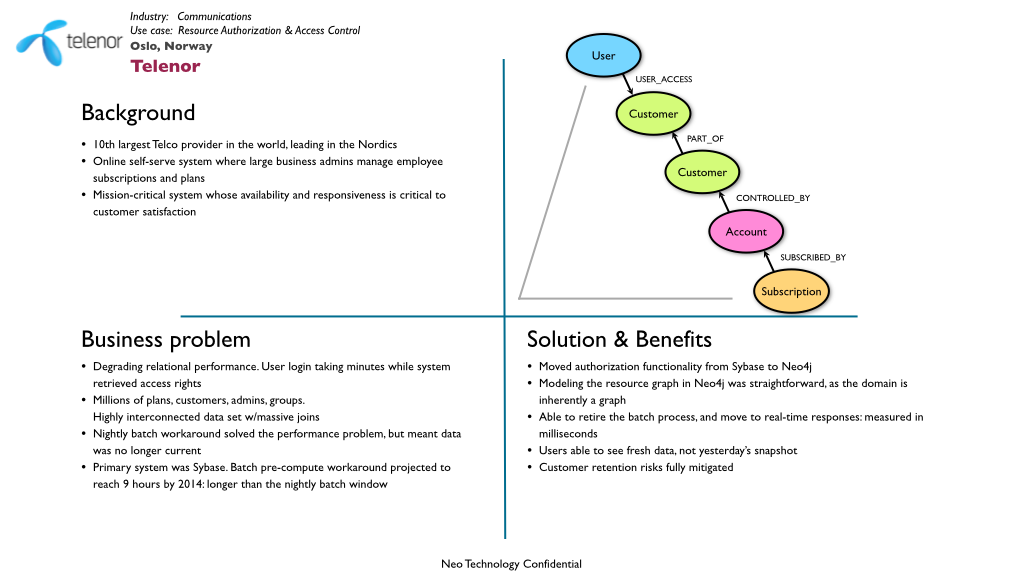 telenor
Industry: Communications
Use case: Resource Authorization & Access Control
Oslo, Norway
Telenor
Background
• 10th largest Telco provider in the world, leading in the Nordics
• Online self-serve system where large business admins manage employee
subscriptions and plans
• Mission-critical system whose availability and responsiveness is critical to
customer satisfaction
User
USER_ACCESS
Customer
PART_OF
Customer
CONTROLLED_BY
Account
SUBSCRIBED_BY
Subscription
Business problem
• Degrading relational performance. User login taking minutes while system
retrieved access rights
• Millions of plans, customers, admins, groups.
Highly interconnected data set w/massive joins
• Nightly batch workaround solved the performance problem, but meant data
was no longer current
• Primary system was Sybase. Batch pre-compute workaround projected to
reach 9 hours by 2014: longer than the nightly batch window
Solution & Benefits
• Moved authorization functionality from Sybase to Neo4j
• Modeling the resource graph in Neo4j was straightforward, as the domain is
inherently a graph
• Able to retire the batch process, and move to real-time responses: measured in
milliseconds
• Users able to see fresh data, not yesterday's snapshot
• Customer retention risks fully mitigated
Neo Technology Confidential